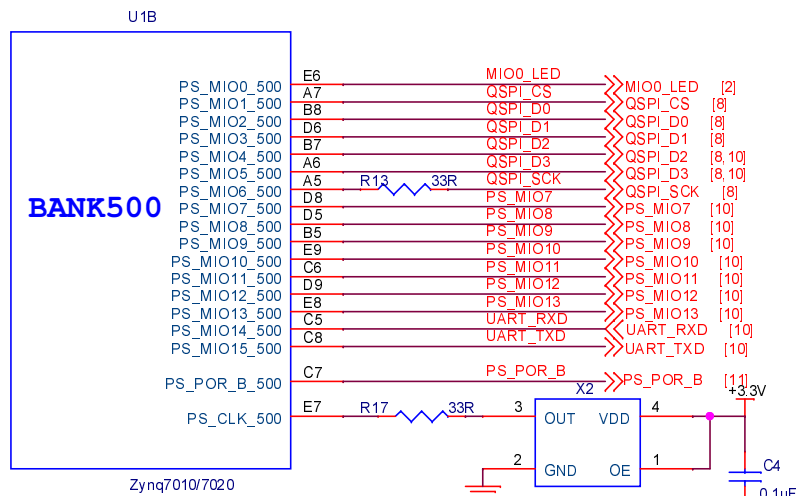 U1B
BANK500
PS_MIO0_500 E6 MIO0_LED MIO0_LED [2]
PS_MIO1_500 A7 QSPI_CS QSPI_CS [8]
PS_MIO2_500 B8 QSPI_D0 QSPI_D0 [8]
PS_MIO3_500 D6 QSPI_D1 QSPI_D1 [8]
PS_MIO4_500 B7 QSPI_D2 QSPI_D2 [8,10]
PS_MIO5_500 A6 QSPI_D3 QSPI_D3 [8,10]
PS_MIO6_500 A5 R13 33R QSPI_SCK QSPI_SCK [8]
PS_MIO7_500 D8 PS_MIO7 PS_MIO7 [10]
PS_MIO8_500 D5 PS_MIO8 PS_MIO8 [10]
PS_MIO9_500 B5 PS_MIO9 PS_MIO9 [10]
PS_MIO10_500 E9 PS_MIO10 PS_MIO10 [10]
PS_MIO11_500 C6 PS_MIO11 PS_MIO11 [10]
PS_MIO12_500 D9 PS_MIO12 PS_MIO12 [10]
PS_MIO13_500 E8 PS_MIO13 PS_MIO13 [10]
PS_MIO14_500 C5 UART_RXD UART_RXD [10]
PS_MIO15_500 C8 UART_TXD UART_TXD [10]
PS_POR_B_500 C7 PS_POR_B PS_POR_B [11]
+3.3V
X2
PS_CLK_500 E7 R17 33R 3 OUT VDD 4
2 GND OE 1
C4
0.1uF
Zynq7010/7020